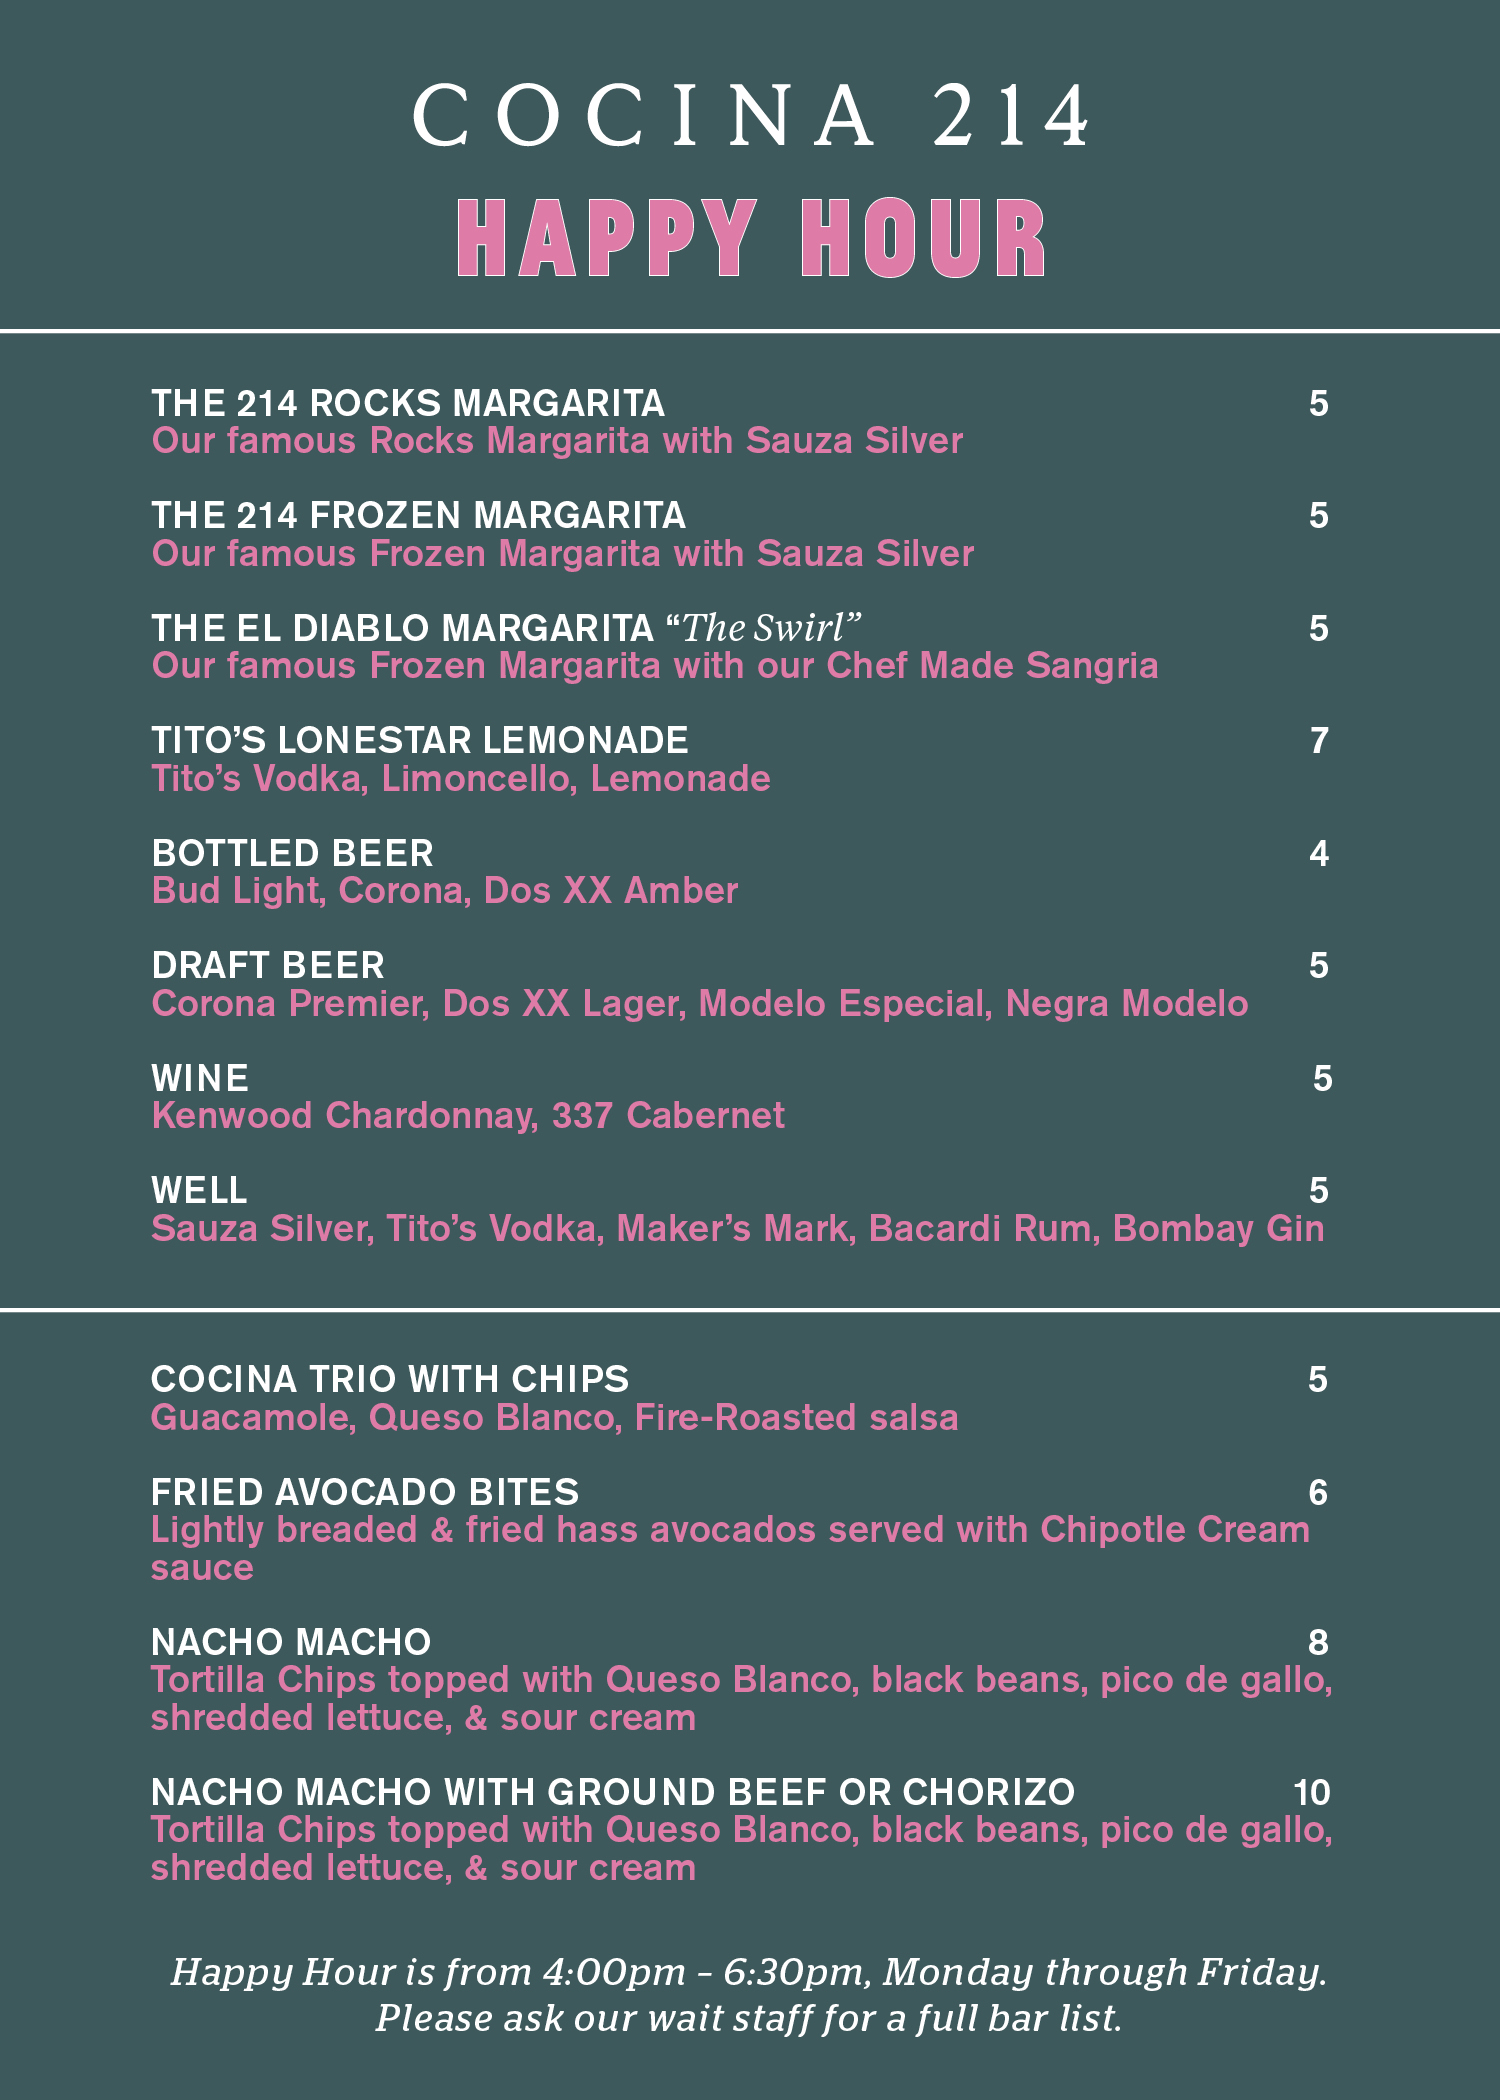 COCINA 214
HAPPY HOUR
THE 214 ROCKS MARGARITA 5
Our famous Rocks Margarita with Sauza Silver
THE 214 FROZEN MARGARITA 5
Our famous Frozen Margarita with Sauza Silver
THE EL DIABLO MARGARITA “The Swirl” 5
Our famous Frozen Margarita with our Chef Made Sangria
TITO’S LONESTAR LEMONADE 7
Tito’s Vodka, Limoncello, Lemonade
BOTTLED BEER 4
Bud Light, Corona, Dos XX Amber
DRAFT BEER 5
Corona Premier, Dos XX Lager, Modelo Especial, Negra Modelo
WINE 5
Kenwood Chardonnay, 337 Cabernet
WELL 5
Sauza Silver, Tito’s Vodka, Maker’s Mark, Bacardi Rum, Bombay Gin
COCINA TRIO WITH CHIPS 5
Guacamole, Queso Blanco, Fire-Roasted salsa
FRIED AVOCADO BITES 6
Lightly breaded & fried hass avocados served with Chipotle Cream
sauce
NACHO MACHO 8
Tortilla Chips topped with Queso Blanco, black beans, pico de gallo,
shredded lettuce, & sour cream
NACHO MACHO WITH GROUND BEEF OR CHORIZO 10
Tortilla Chips topped with Queso Blanco, black beans, pico de gallo,
shredded lettuce, & sour cream
Happy Hour is from 4:00pm – 6:30pm, Monday through Friday.
Please ask our wait staff for a full bar list.